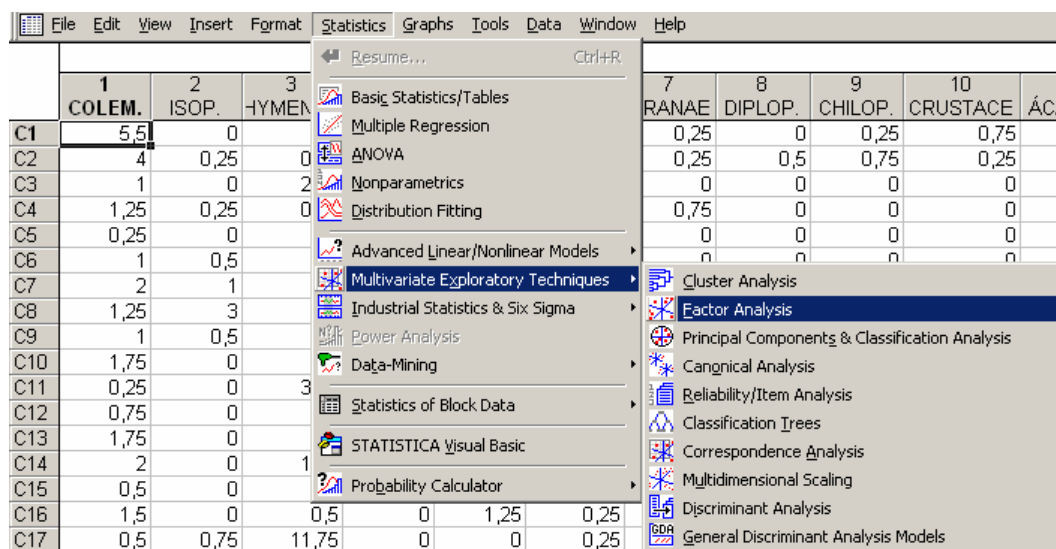 File Edit View Insert Format Statistics Graphs Tools Data Window Help
Resume... Ctrl+R
1 2 3 7 8 9 10
COLEM. ISOP. HYMEN RANAE DIPLOP. CHILOP. CRUSTACE ÁC
Basic Statistics/Tables
C1 5,5 0 0,25 0 0,25 0,75
Multiple Regression
C2 4 0,25 0 ANOVA 0,25 0,5 0,75 0,25
C3 1 0 2 Nonparametrics 0 0 0 0
C4 1,25 0,25 0 Distribution Fitting 0,75 0 0 0
C5 0,25 0 0 0 0 0
Advanced Linear/Nonlinear Models
C6 1 0,5 0 0 0 0
C7 2 1 Multivariate Exploratory Techniques Cluster Analysis
C8 1,25 3 Industrial Statistics & Six Sigma Factor Analysis
C9 1 0,5 Power Analysis Principal Components & Classification Analysis
C10 1,75 0 Data-Mining Canonical Analysis
C11 0,25 0 3 Reliability/Item Analysis
C12 0,75 0 Statistics of Block Data Classification Trees
C13 1,75 0 STATISTICA Visual Basic Correspondence Analysis
C14 2 0 1 Multidimensional Scaling
C15 0,5 0 Probability Calculator Discriminant Analysis
C16 1,5 0 0,5 0 1,25 0,25
C17 0,5 0,75 11,75 0 0 0,25 GDA General Discriminant Analysis Models